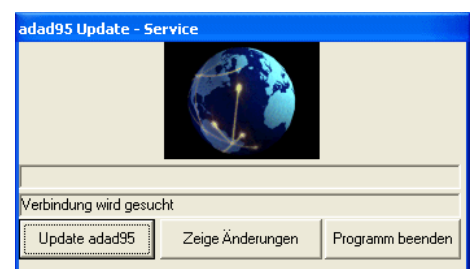 adad95 Update - Service
Verbindung wird gesucht
Update adad95
Zeige Änderungen
Programm beenden